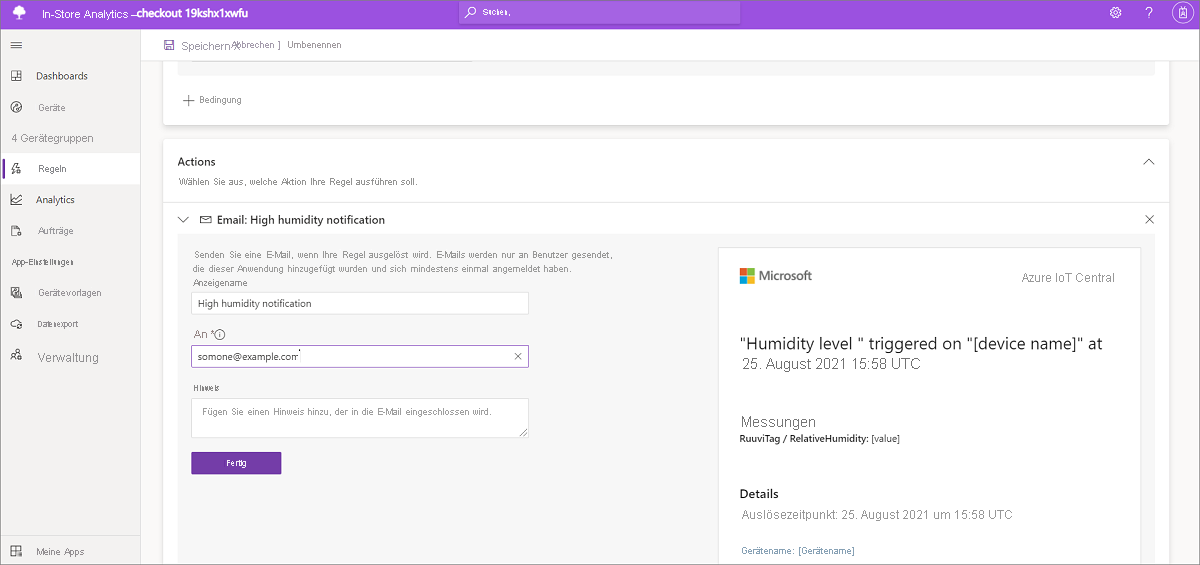 In-Store Analytics –checkout 19kshx1xwfu
Suchen,
?
Speichern X
Abbrechen ] Umbenennen
Dashboards
Geräte
4 Gerätegruppen
Regeln
Analytics
Aufträge
App-Einstellungen
Gerätevorlagen
Datenexport
Verwaltung
Meine Apps
Bedingung
Actions
Wählen Sie aus, welche Aktion Ihre Regel ausführen soll.
Email: High humidity notification
Senden Sie eine E-Mail, wenn Ihre Regel ausgelöst wird. E-Mails werden nur an Benutzer gesendet,
die dieser Anwendung hinzugefügt wurden und sich mindestens einmal angemeldet haben.
Anzeigename
High humidity notification
An *
somone@example.com
Hinweis
Fügen Sie einen Hinweis hinzu, der in die E-Mail eingeschlossen wird.
Fertig
Microsoft
Azure IoT Central
"Humidity level " triggered on "[device name]" at
25. August 2021 15:58 UTC
Messungen
RuuviTag / RelativeHumidity: [value]
Details
Auslösezeitpunkt: 25. August 2021 um 15:58 UTC
Gerätename: [Gerätename]